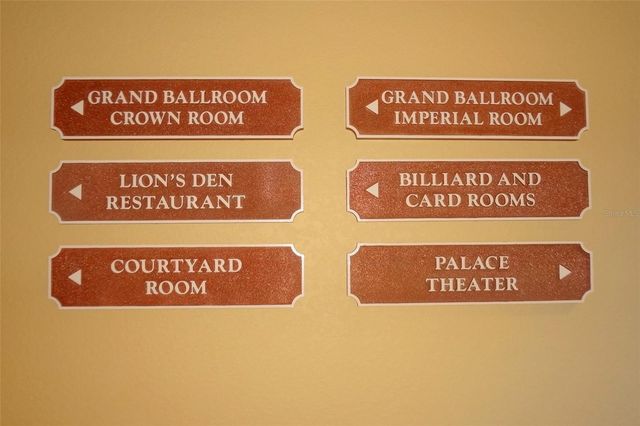 GRAND BALLROOM
CROWN ROOM
GRAND BALLROOM
IMPERIAL ROOM
LION'S DEN
RESTAURANT
BILLIARD AND
CARD ROOMS
COURTYARD
ROOM
PALACE
THEATER